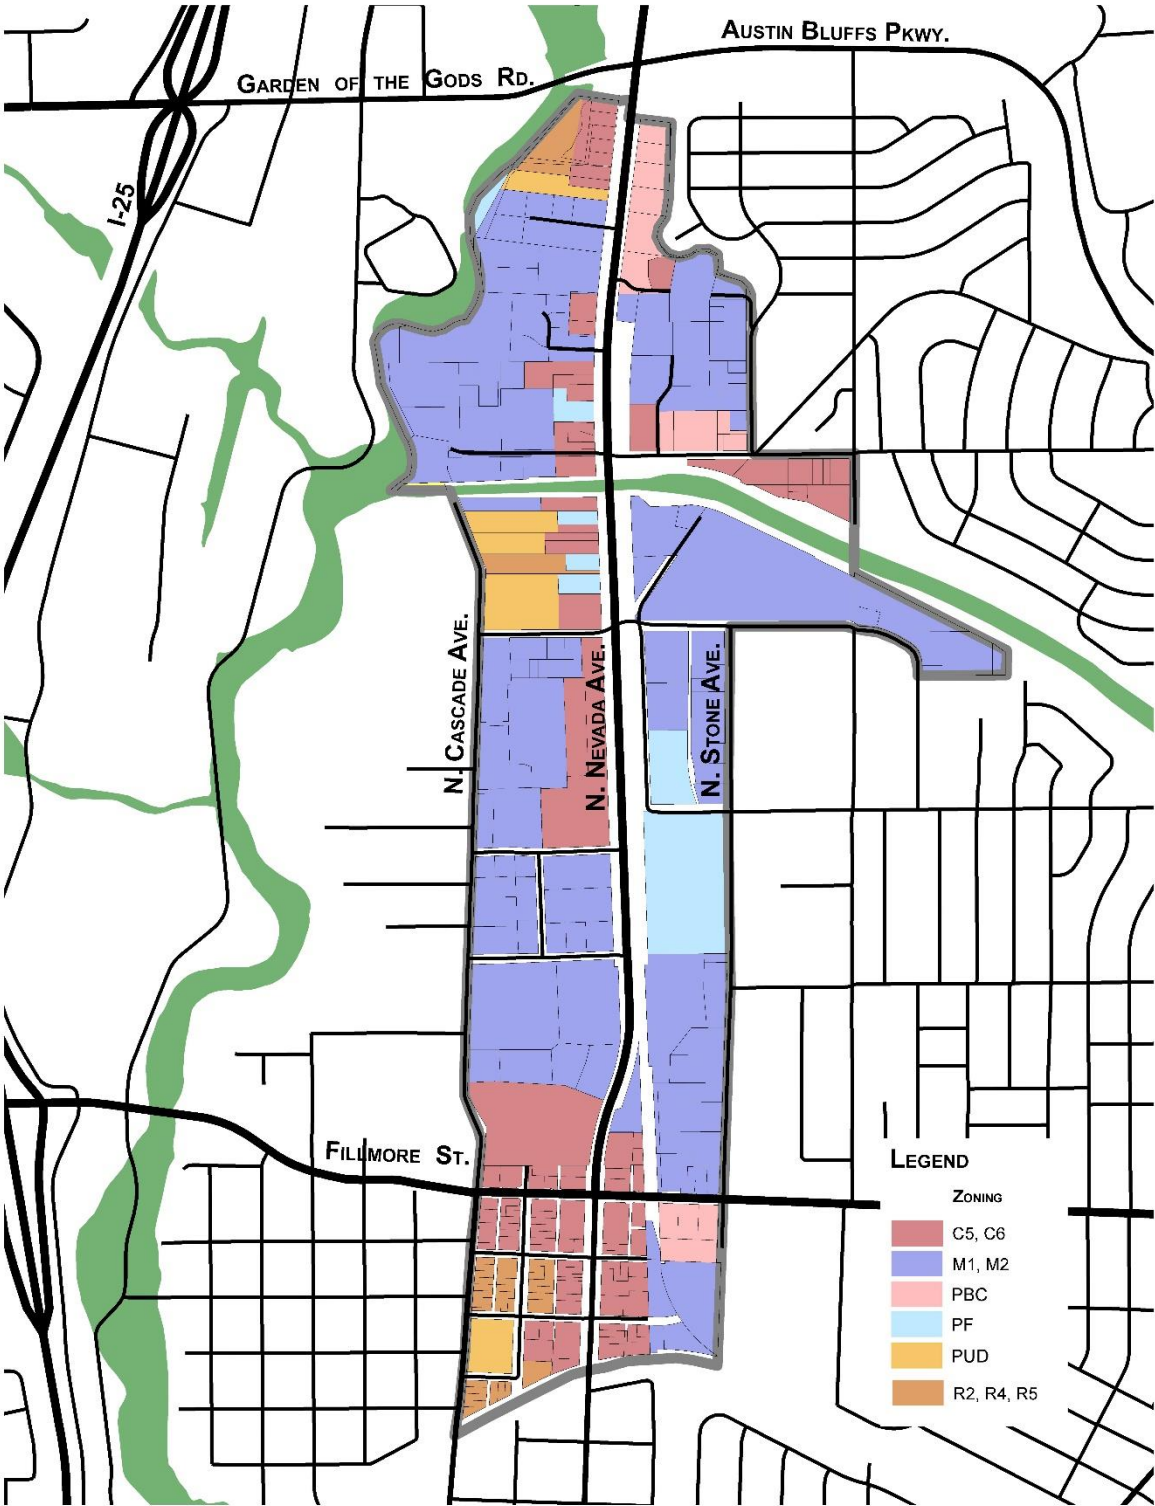 AUSTIN BLUFFS PKWY.
GARDEN OF THE GODS RD.
I-25
N. CASCADE AVE.
N. NEVADA AVE.
N. STONE AVE.
FILLMORE ST.
LEGEND
ZONING
C5, C6
M1, M2
PBC
PF
PUD
R2, R4, R5